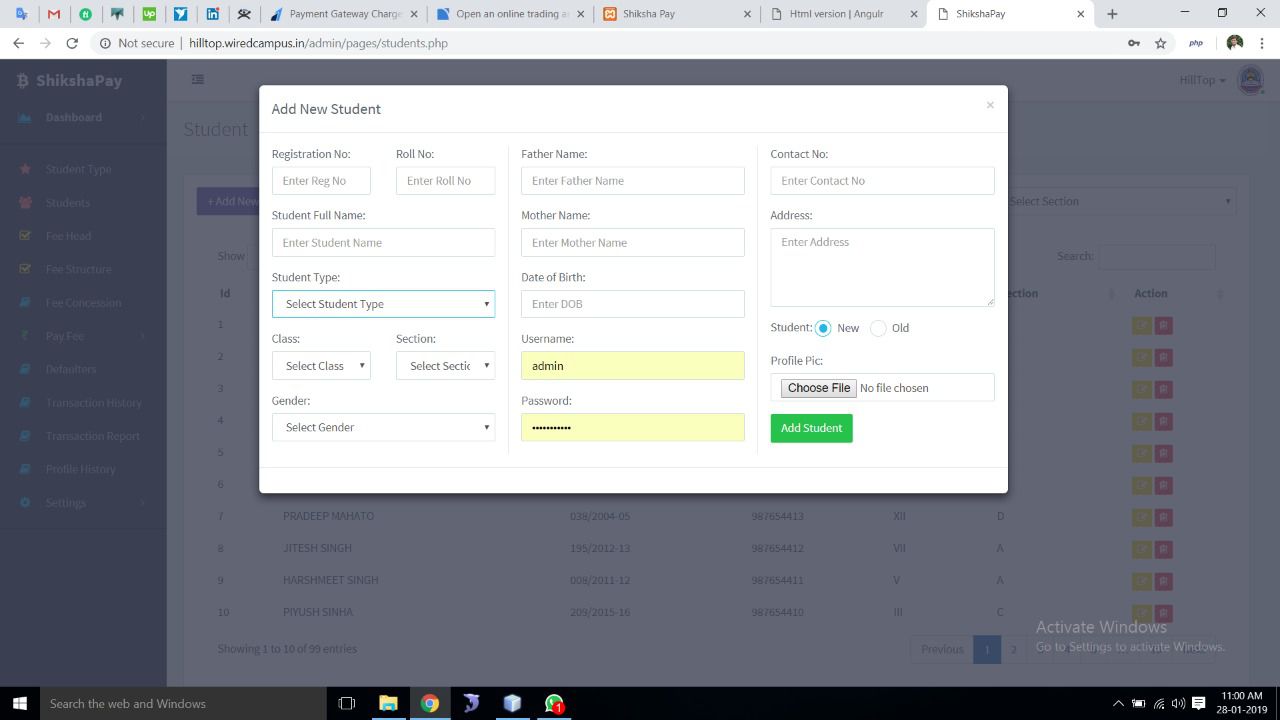 Payment Gateway Charge
Open an online trading a
Shiksha Pay
Html version | Angulr
ShikshaPay
Not secure | hilltop.wiredcampus.in/admin/pages/students.php
php
ShikshaPay
HillTop
Dashboard
Student Type
Students
Fee Head
Fee Structure
Fee Concession
Pay Fee
Defaulters
Transaction History
Transaction Report
Profile History
Settings
Student
+ Add New
Select Section
Show
Search:
Id
ction
Action
1
2
3
4
5
6
Add New Student
×
Registration No:
Roll No:
Enter Reg No
Enter Roll No
Student Full Name:
Enter Student Name
Student Type:
Select Student Type
Class:
Section:
Select Class
Select Sectic
Gender:
Select Gender
Father Name:
Enter Father Name
Mother Name:
Enter Mother Name
Date of Birth:
Enter DOB
Username:
admin
Password:
•••••••••••
Contact No:
Enter Contact No
Address:
Enter Address
Student: New Old
Profile Pic:
Choose File No file chosen
Add Student
7 PRADEEP MAHATO 038/2004-05 987654413 XII D
8 JITESH SINGH 195/2012-13 987654412 VII A
9 HARSHMEET SINGH 008/2011-12 987654411 V A
10 PIYUSH SINHA 209/2015-16 987654410 III C
Showing 1 to 10 of 99 entries
Previous 1 2
Activate Windows
Go to Settings to activate Windows.
Search the web and Windows
1
11:00 AM
28-01-2019